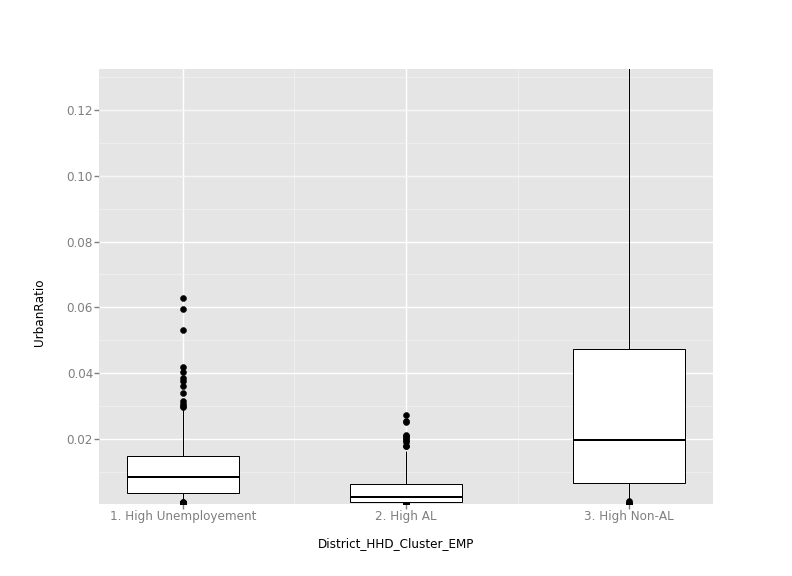 0.12
0.10
0.08
0.06
0.04
0.02
UrbanRatio
1. High Unemployement
2. High AL
3. High Non-AL
District_HHD_Cluster_EMP